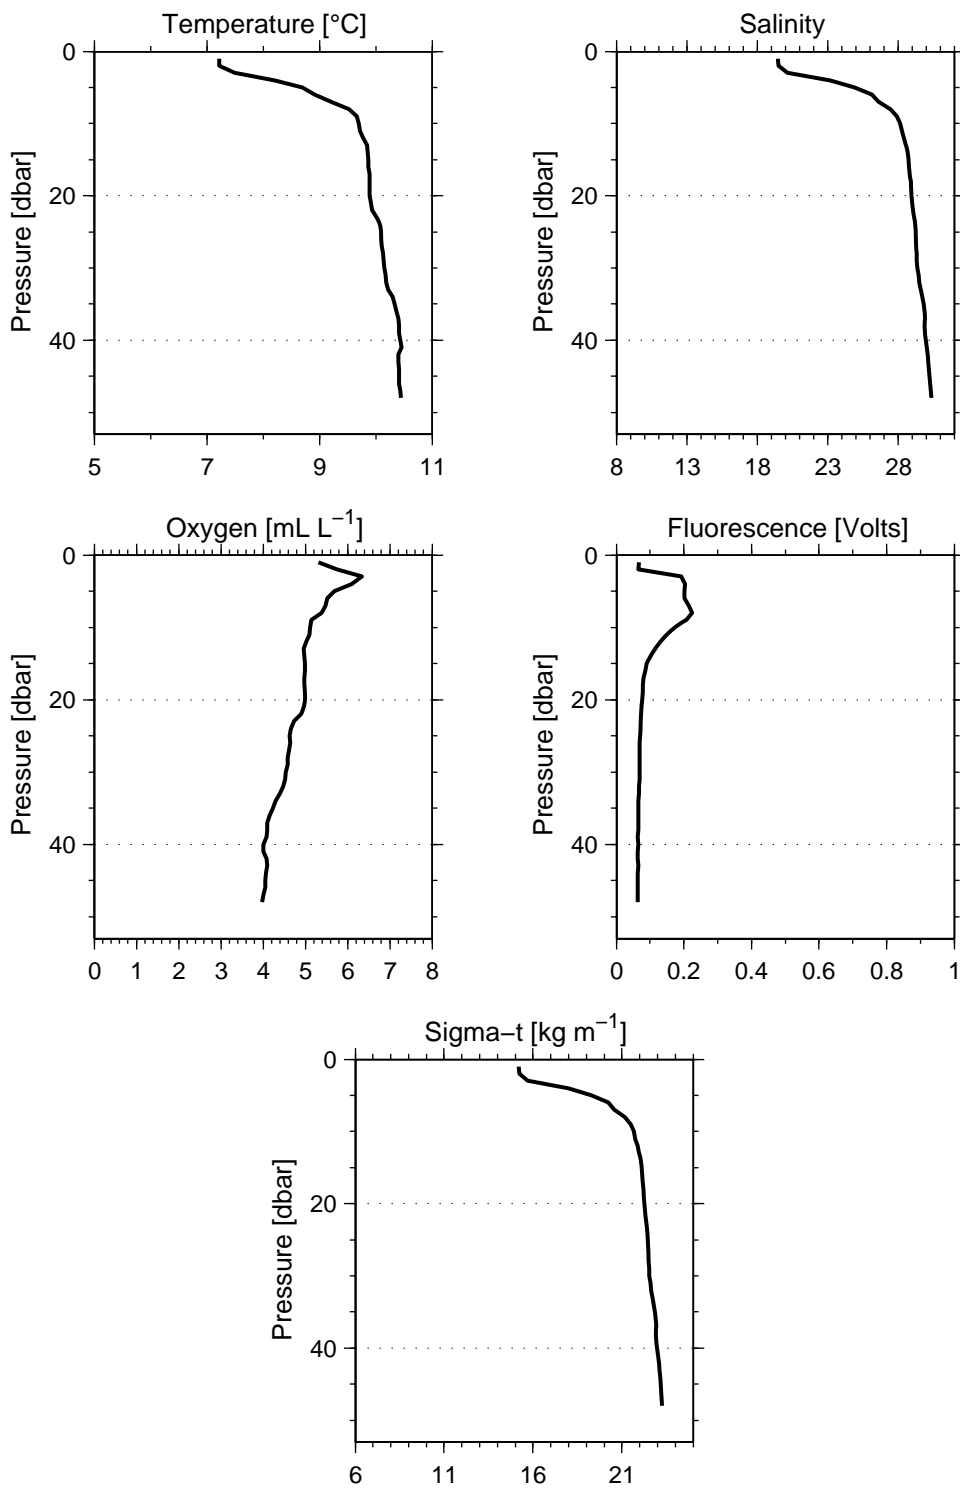 Temperature [°C]
0
20
40
Pressure [dbar]
5 7 9 11
Salinity
0
20
40
Pressure [dbar]
8 13 18 23 28
Oxygen [mL L−1]
0
20
40
Pressure [dbar]
0 1 2 3 4 5 6 7 8
Fluorescence [Volts]
0
20
40
Pressure [dbar]
0 0.2 0.4 0.6 0.8 1
Sigma−t [kg m−1]
0
20
40
Pressure [dbar]
6 11 16 21